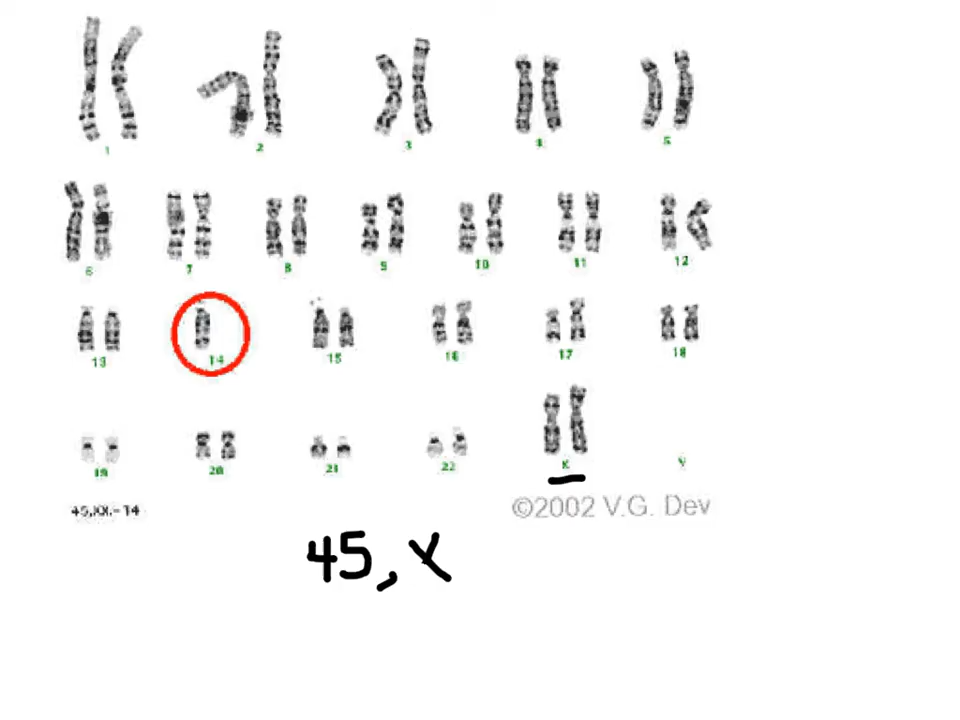 1 2 3 4 5
6 7 8 9 10 11 12
13 14 15 16 17 18
19 20 21 22 X Y
45,XX,-14
©2002 V.G. Dev
45, X